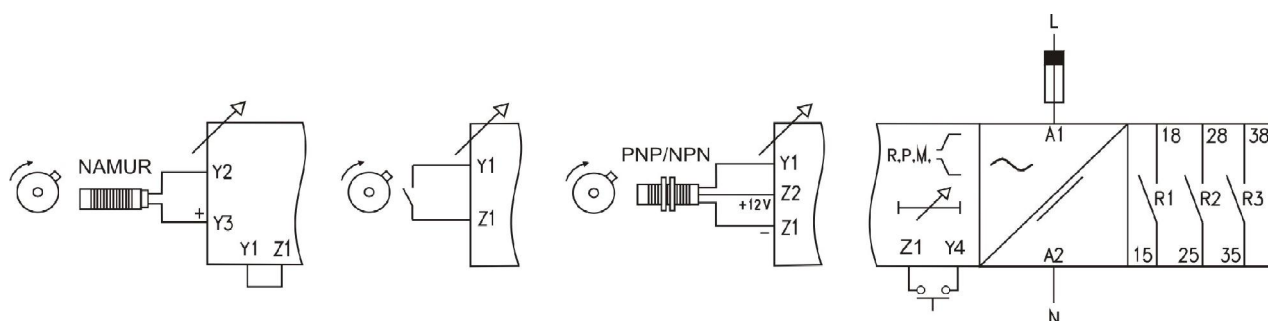 NAMUR
Y2
+
Y3
Y1 Z1
Y1
Z1
PNP/NPN
Y1
Z2
+12V
Z1
−
L
A1
R,P,M,
Z1 Y4
A2
N
18 28 38
R1 R2 R3
15 25 35